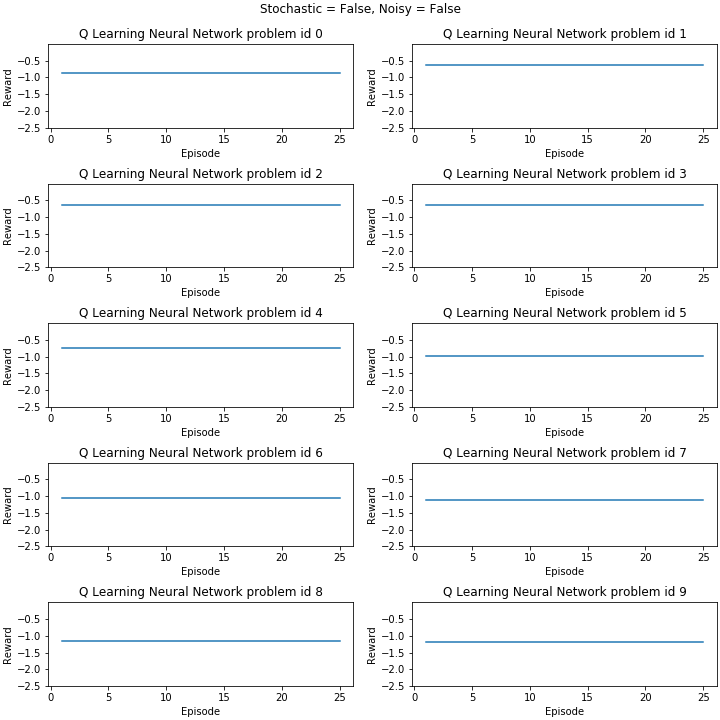 Stochastic = False, Noisy = False
Q Learning Neural Network problem id 0
Reward
−0.5
−1.0
−1.5
−2.0
−2.5
0 5 10 15 20 25
Episode
Q Learning Neural Network problem id 1
Reward
−0.5
−1.0
−1.5
−2.0
−2.5
0 5 10 15 20 25
Episode
Q Learning Neural Network problem id 2
Reward
−0.5
−1.0
−1.5
−2.0
−2.5
0 5 10 15 20 25
Episode
Q Learning Neural Network problem id 3
Reward
−0.5
−1.0
−1.5
−2.0
−2.5
0 5 10 15 20 25
Episode
Q Learning Neural Network problem id 4
Reward
−0.5
−1.0
−1.5
−2.0
−2.5
0 5 10 15 20 25
Episode
Q Learning Neural Network problem id 5
Reward
−0.5
−1.0
−1.5
−2.0
−2.5
0 5 10 15 20 25
Episode
Q Learning Neural Network problem id 6
Reward
−0.5
−1.0
−1.5
−2.0
−2.5
0 5 10 15 20 25
Episode
Q Learning Neural Network problem id 7
Reward
−0.5
−1.0
−1.5
−2.0
−2.5
0 5 10 15 20 25
Episode
Q Learning Neural Network problem id 8
Reward
−0.5
−1.0
−1.5
−2.0
−2.5
0 5 10 15 20 25
Episode
Q Learning Neural Network problem id 9
Reward
−0.5
−1.0
−1.5
−2.0
−2.5
0 5 10 15 20 25
Episode